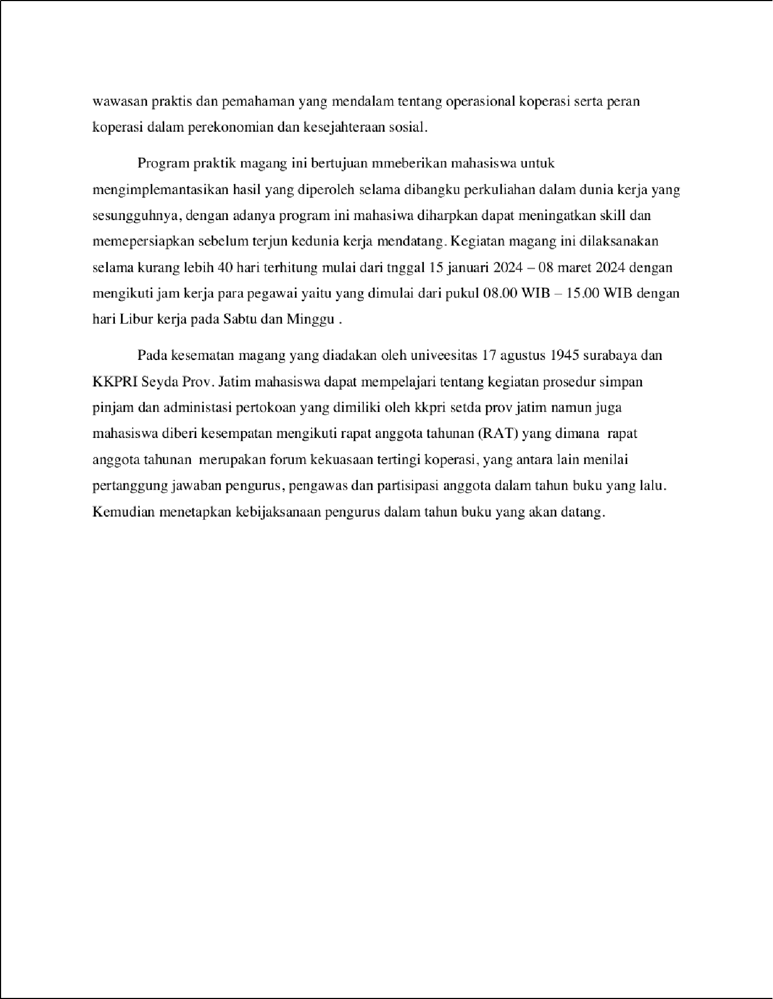 wawasan praktis dan pemahaman yang mendalam tentang operasional koperasi serta peran
koperasi dalam perekonomian dan kesejahteraan sosial.
Program praktik magang ini bertujuan mmeberikan mahasiswa untuk
mengimplemantasikan hasil yang diperoleh selama dibangku perkuliahan dalam dunia kerja yang
sesungguhnya, dengan adanya program ini mahasiwa diharpkan dapat meningatkan skill dan
memepersiapkan sebelum terjun kedunia kerja mendatang. Kegiatan magang ini dilaksanakan
selama kurang lebih 40 hari terhitung mulai dari tnggal 15 januari 2024 – 08 maret 2024 dengan
mengikuti jam kerja para pegawai yaitu yang dimulai dari pukul 08.00 WIB – 15.00 WIB dengan
hari Libur kerja pada Sabtu dan Minggu .
Pada kesematan magang yang diadakan oleh univeesitas 17 agustus 1945 surabaya dan
KKPRI Seyda Prov. Jatim mahasiswa dapat mempelajari tentang kegiatan prosedur simpan
pinjam dan administasi pertokoan yang dimiliki oleh kkpri setda prov jatim namun juga
mahasiswa diberi kesempatan mengikuti rapat anggota tahunan (RAT) yang dimana  rapat
anggota tahunan  merupakan forum kekuasaan tertingi koperasi, yang antara lain menilai
pertanggung jawaban pengurus, pengawas dan partisipasi anggota dalam tahun buku yang lalu.
Kemudian menetapkan kebijaksanaan pengurus dalam tahun buku yang akan datang.